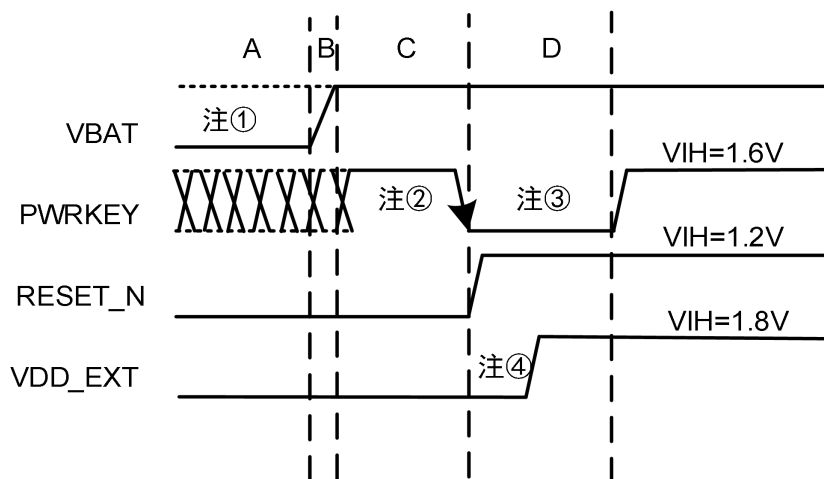 A B C D
注①
VBAT
VIH=1.6V
注② 注③
PWRKEY
VIH=1.2V
RESET_N
VIH=1.8V
注④
VDD_EXT